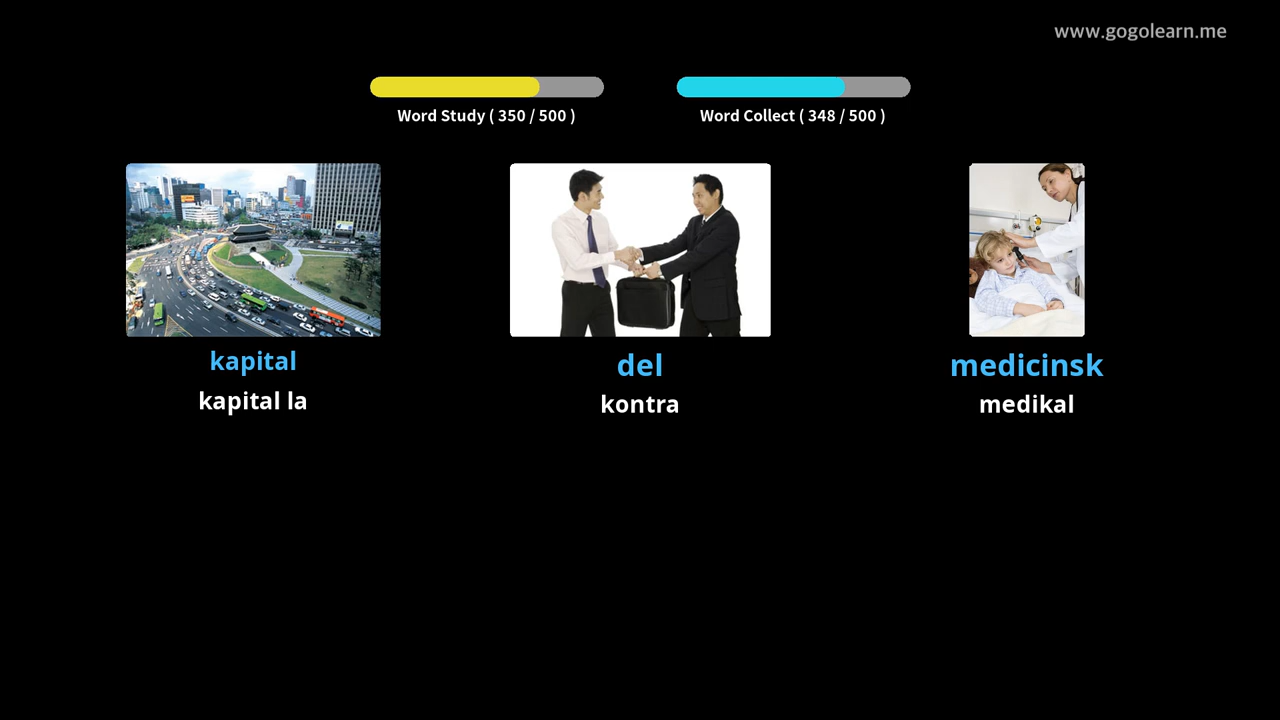 www.gogolearn.me
Word Study ( 350 / 500 )
Word Collect ( 348 / 500 )
kapital
kapital la
del
kontra
medicinsk
medikal